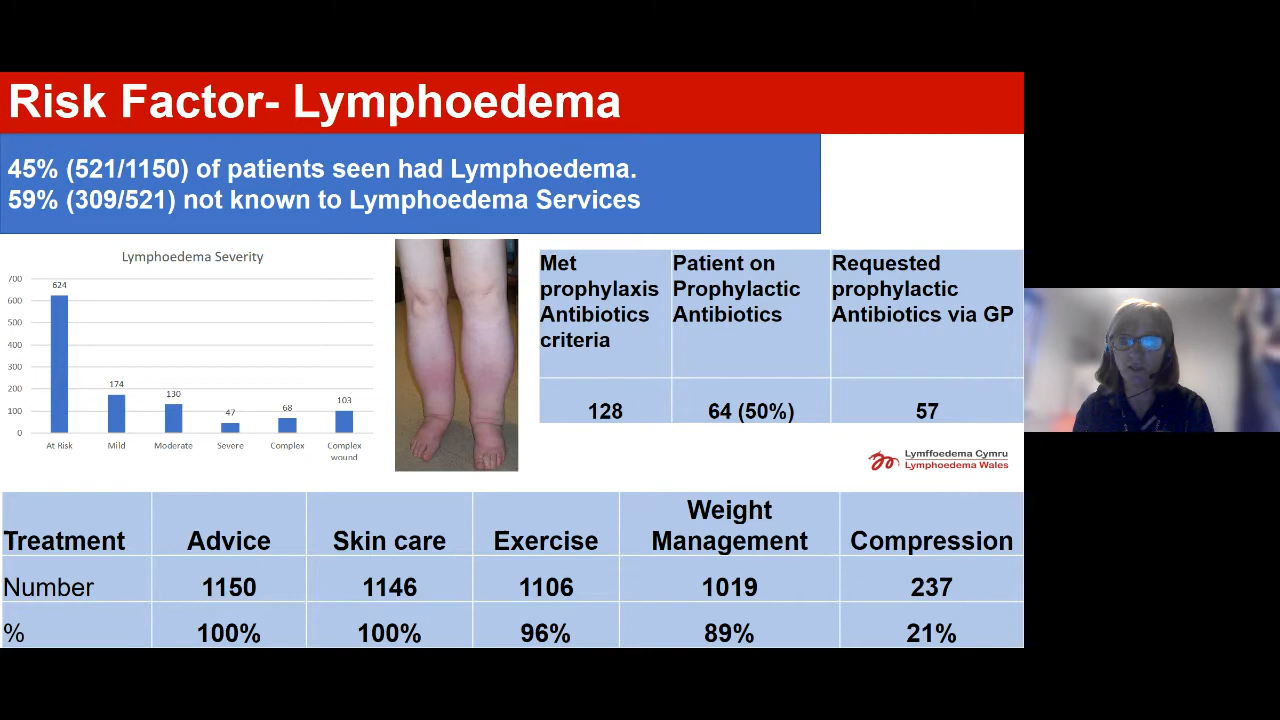 Risk Factor- Lymphoedema
45% (521/1150) of patients seen had Lymphoedema.
59% (309/521) not known to Lymphoedema Services
Lymphoedema Severity
700
600
500
400
300
200
100
0
624
174
130
47
68
103
At Risk
Mild
Moderate
Severe
Complex
Complex
wound
Met
prophylaxis
Antibiotics
criteria
Patient on
Prophylactic
Antibiotics
Requested
prophylactic
Antibiotics via GP
128
64 (50%)
57
Lymffoedema Cymru
Lymphoedema Wales
Treatment Advice Skin care Exercise Weight Management Compression
Number 1150 1146 1106 1019 237
% 100% 100% 96% 89% 21%